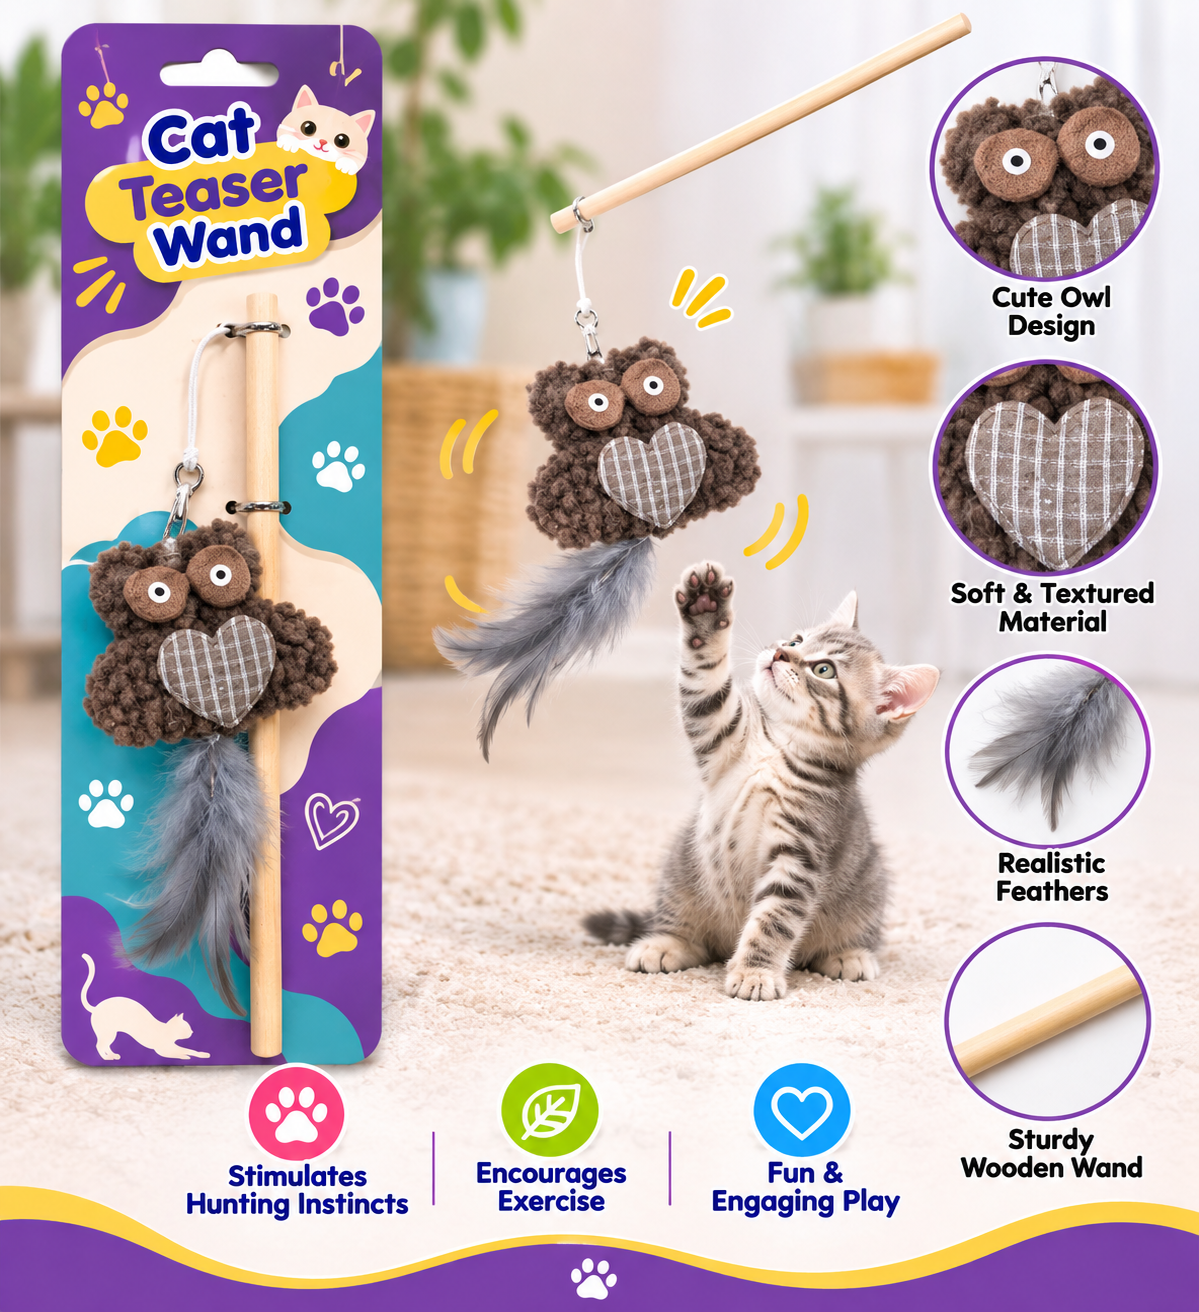 Cat
Teaser
Wand
Cute Owl
Design
Soft & Textured
Material
Realistic
Feathers
Sturdy
Wooden Wand
Stimulates
Hunting Instincts
Encourages
Exercise
Fun &
Engaging Play